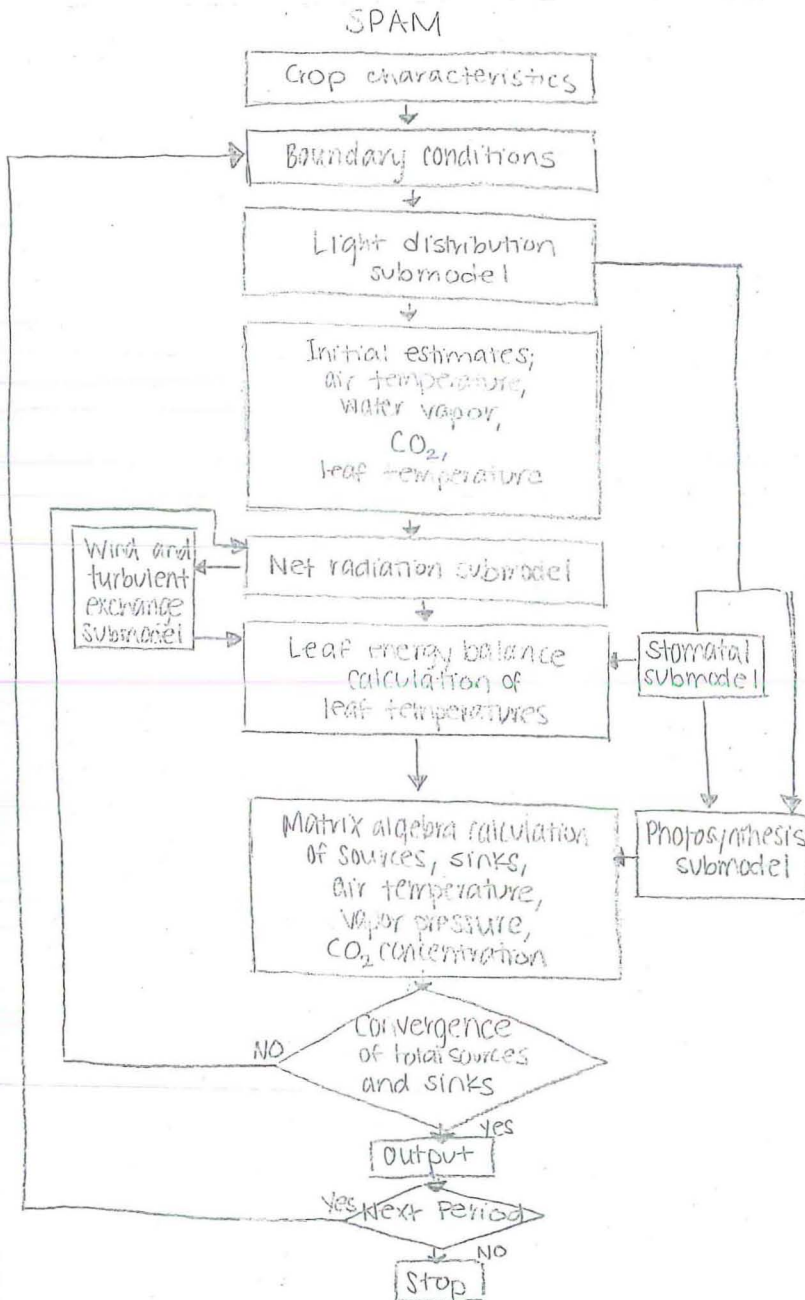 SPAM
Crop characteristics
Boundary conditions
Light distribution
submodel
Initial estimates;
air temperature,
water vapor,
CO₂,
leaf temperature
Wind and
turbulent
exchange
submodel
Net radiation submodel
Leaf energy balance
calculation of
leaf temperatures
Stomatal
submodel
Matrix algebra calculation
of sources, sinks,
air temperature,
vapor pressure,
CO₂ concentration
Photosynthesis
submodel
Convergence
of total sources
and sinks
NO
yes
Output
Yes
Next Period
NO
Stop